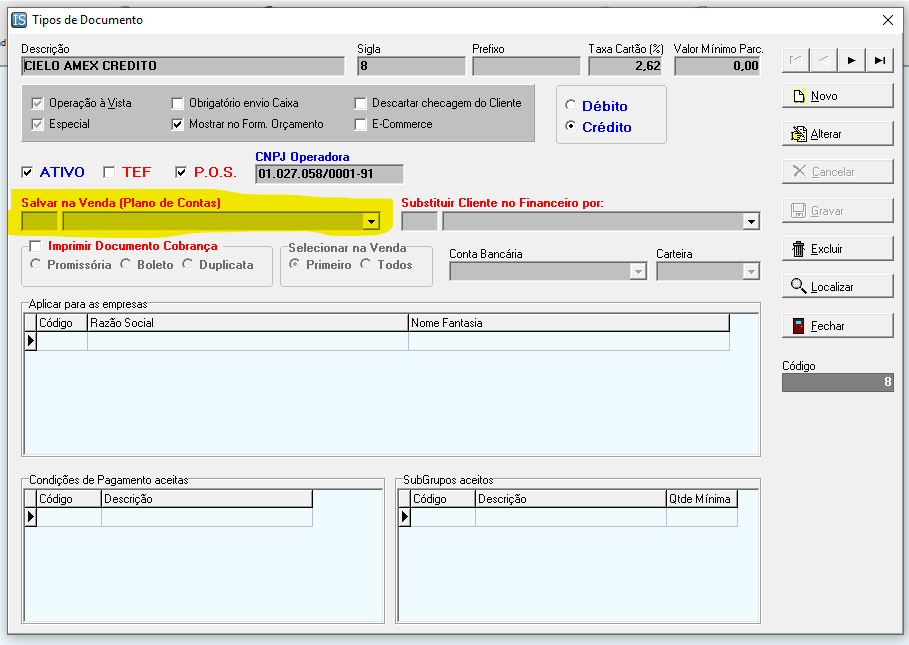 IS Tipos de Documento
Descrição Sigla Prefixo Taxa Cartão (%) Valor Mínimo Parc.
CIELO AMEX CREDITO 8 2,62 0,00
Operação à Vista Obrigatório envio Caixa Descartar checagem do Cliente
Especial Mostrar no Form. Orçamento E-Commerce
Débito
Crédito
ATIVO TEF P.O.S.
CNPJ Operadora
01.027.058/0001-91
Salvar na Venda (Plano de Contas) Substituir Cliente no Financeiro por:
Imprimir Documento Cobrança
Promissória Boleto Duplicata
Selecionar na Venda
Primeiro Todos
Conta Bancária Carteira
Aplicar para as empresas
Código Razão Social Nome Fantasia
Condições de Pagamento aceitas
Código Descrição
SubGrupos aceitos
Código Descrição Qtde Mínima
Novo
Alterar
Cancelar
Gravar
Excluir
Localizar
Fechar
Código
8